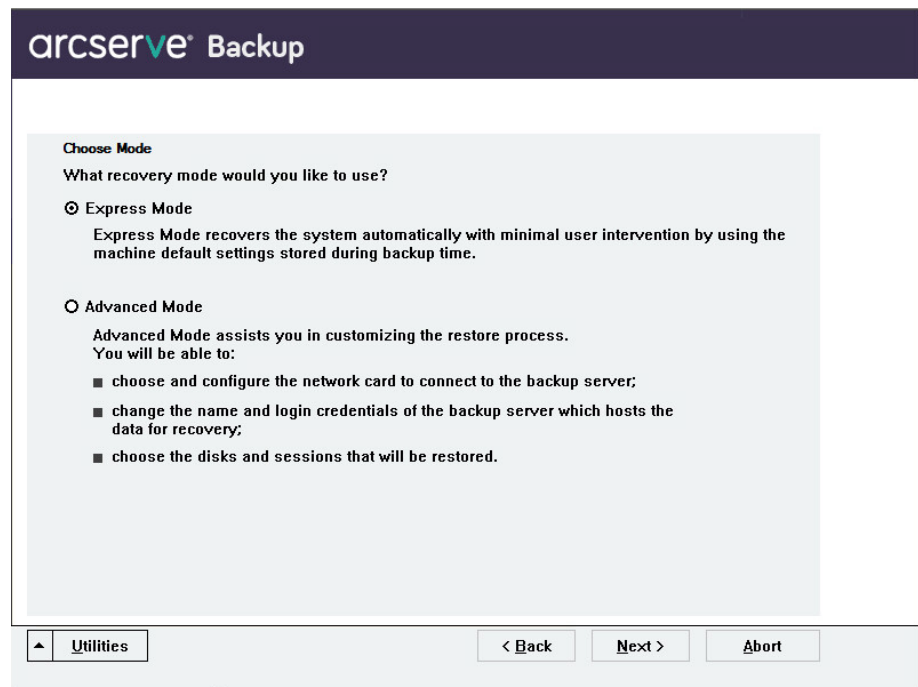 arcserve® Backup
Choose Mode
What recovery mode would you like to use?
Express Mode
Express Mode recovers the system automatically with minimal user intervention by using the
machine default settings stored during backup time.
Advanced Mode
Advanced Mode assists you in customizing the restore process.
You will be able to:
choose and configure the network card to connect to the backup server;
change the name and login credentials of the backup server which hosts the
data for recovery;
choose the disks and sessions that will be restored.
Utilities
< Back
Next >
Abort